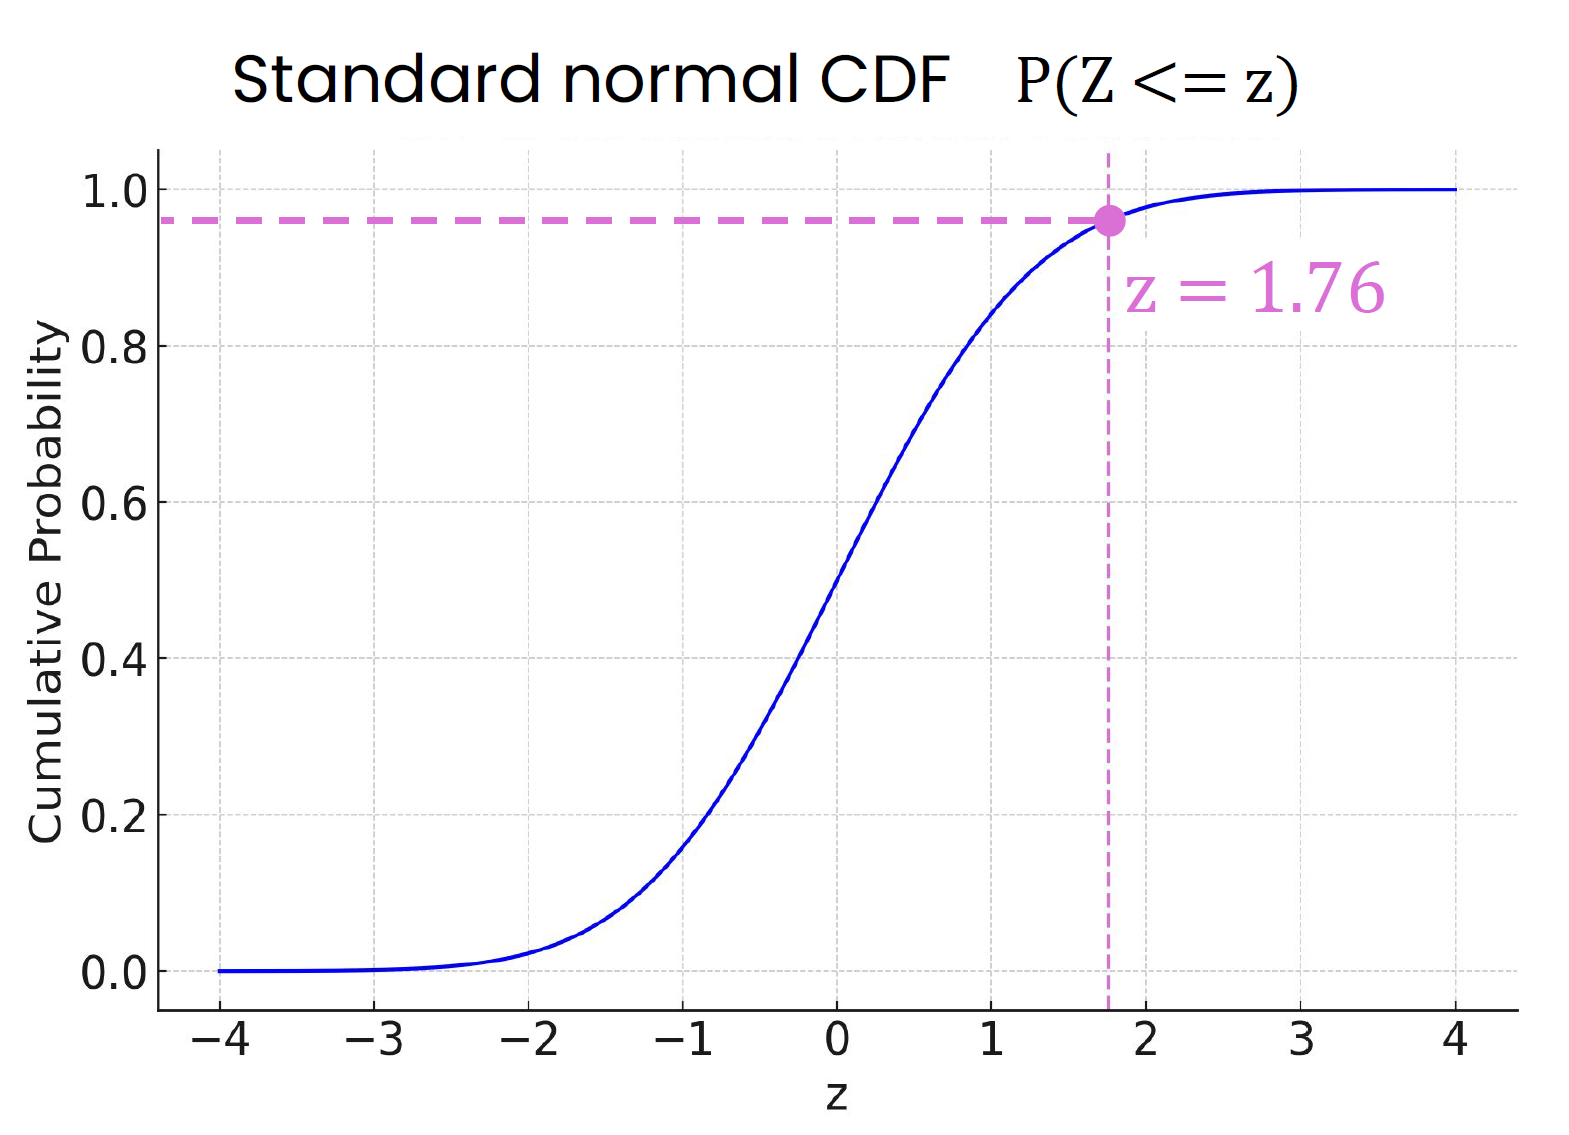 Standard normal CDF P(Z <= z)
1.0
z = 1.76
0.8
0.6
0.4
0.2
0.0
Cumulative Probability
−4 −3 −2 −1 0 1 2 3 4
z